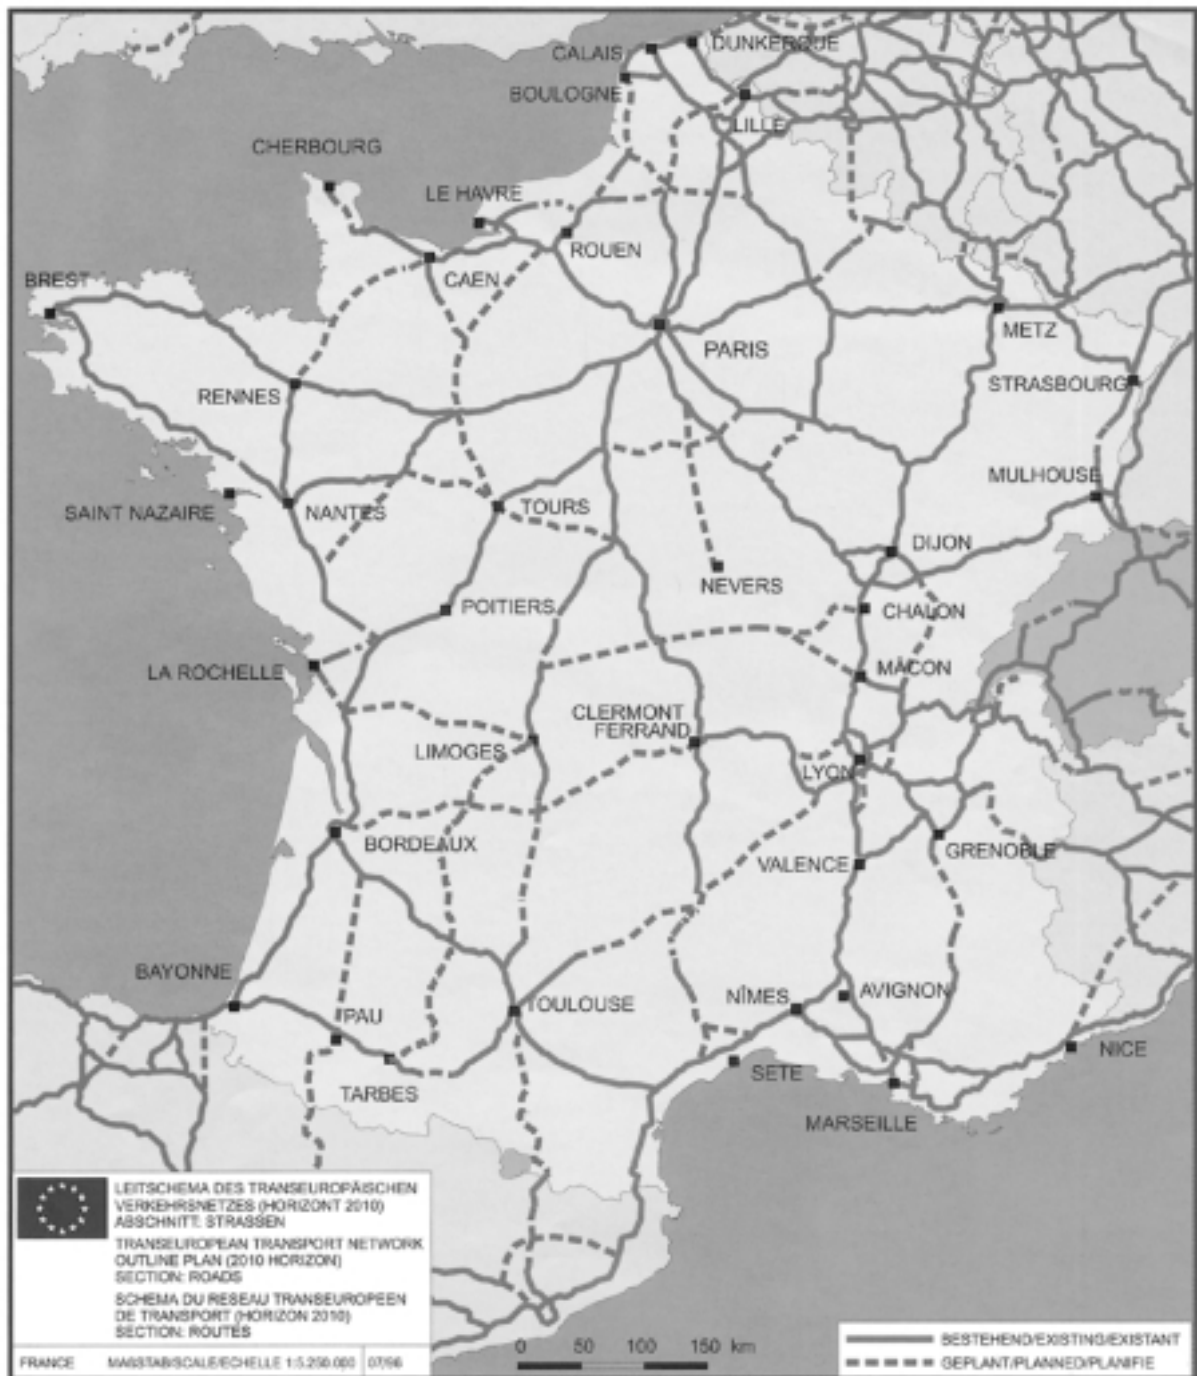 CALAIS
DUNKERQUE
BOULOGNE
LILLE
CHERBOURG
LE HAVRE
ROUEN
CAEN
BREST
PARIS
METZ
STRASBOURG
RENNES
MULHOUSE
SAINT NAZAIRE
NANTES
TOURS
DIJON
NEVERS
CHALON
POITIERS
MÂCON
LA ROCHELLE
CLERMONT
FERRAND
LIMOGES
LYON
BORDEAUX
GRENOBLE
VALENCE
BAYONNE
PAU
TOULOUSE
NÎMES
AVIGNON
TARBES
SETE
NICE
MARSEILLE
LEITSCHEMA DES TRANSEUROPÄISCHEN
VERKEHRSNETZES (HORIZONT 2010)
ABSCHNITT: STRASSEN
TRANSEUROPEAN TRANSPORT NETWORK
OUTLINE PLAN (2010 HORIZON)
SECTION: ROADS
SCHEMA DU RESEAU TRANSEUROPEEN
DE TRANSPORT (HORIZON 2010)
SECTION: ROUTES
FRANCE MASSTAB/SCALE/ECHELLE 1:5.250.000 07/96
0 50 100 150 km
BESTEHEND/EXISTING/EXISTANT
GEPLANT/PLANNED/PLANIFIE